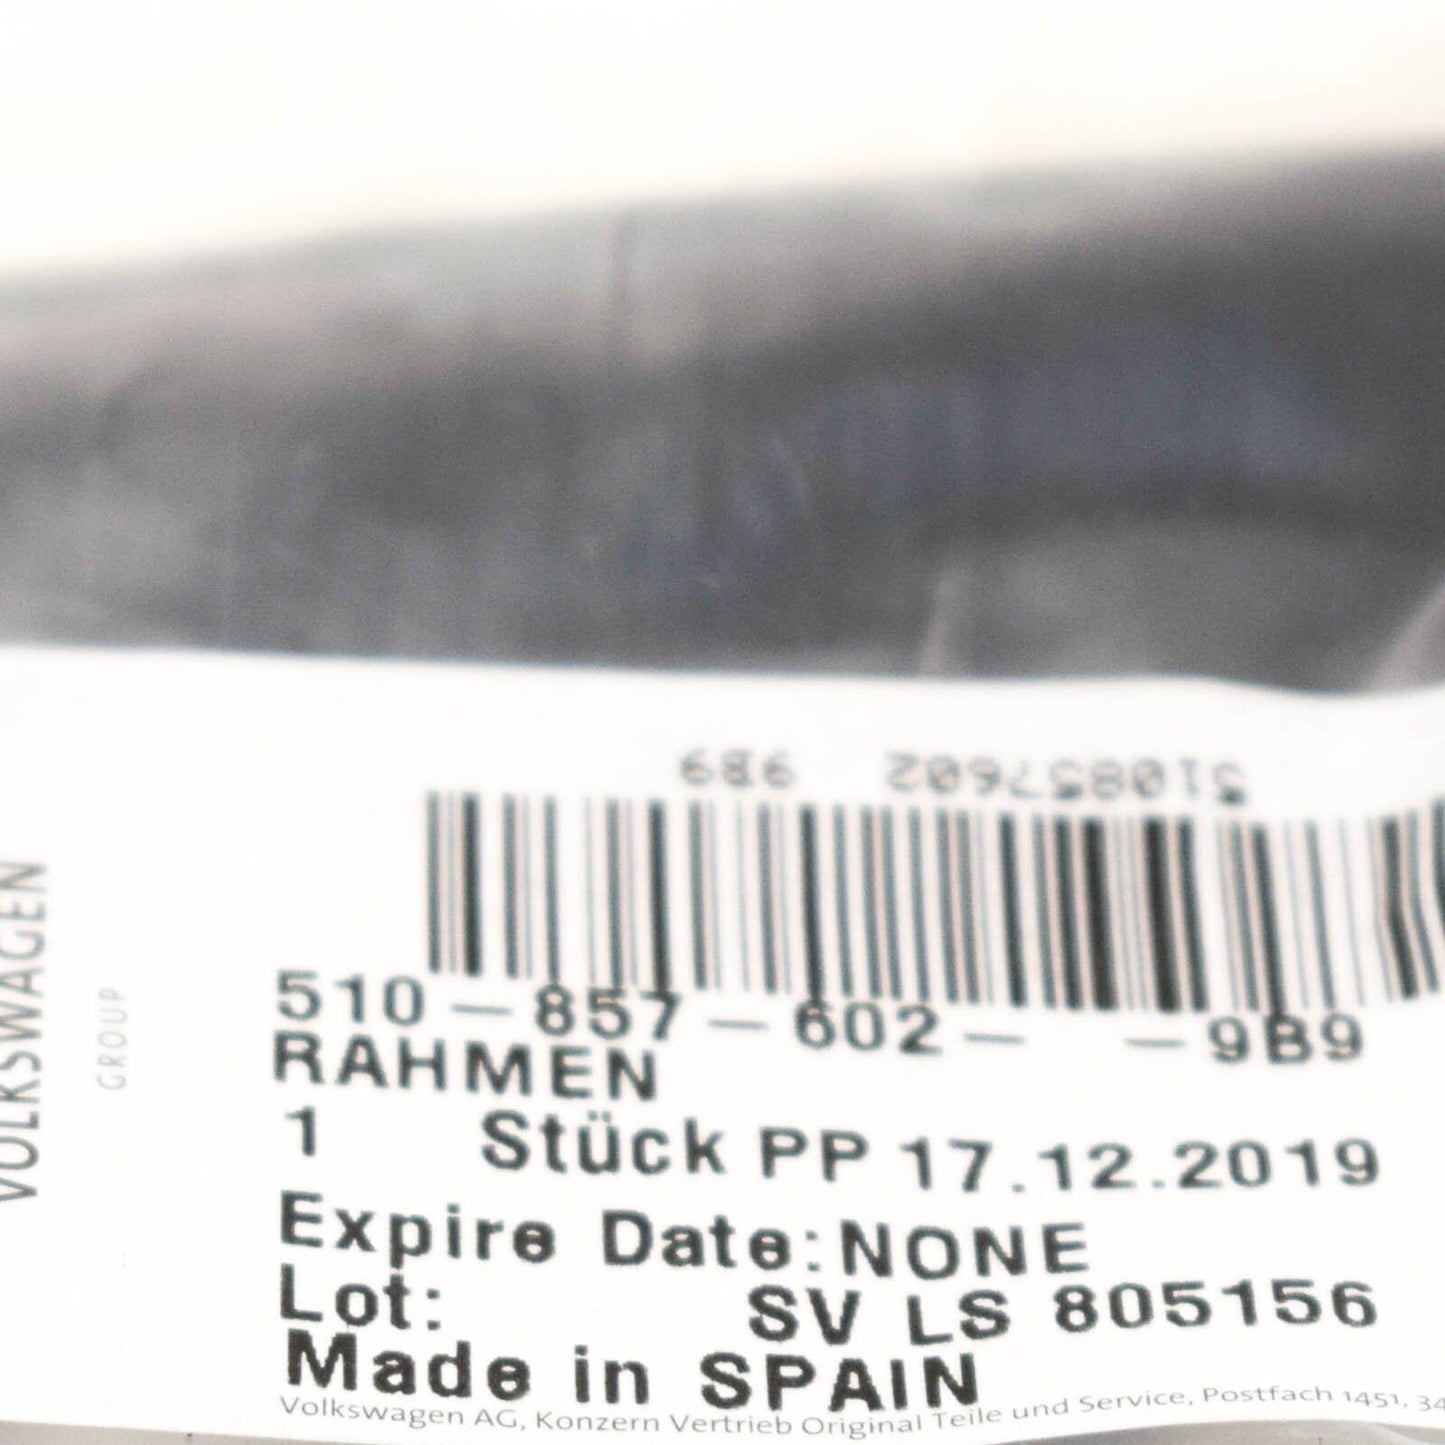 510857602 9B9
VOLKSWAGEN
GROUP
510-857-602- -9B9
RAHMEN
1 Stück PP 17.12.2019
Expire Date:NONE
Lot: SV LS 805156
Made in SPAIN
Volkswagen AG, Konzern Vertrieb Original Teile und Service, Postfach 1451, 34